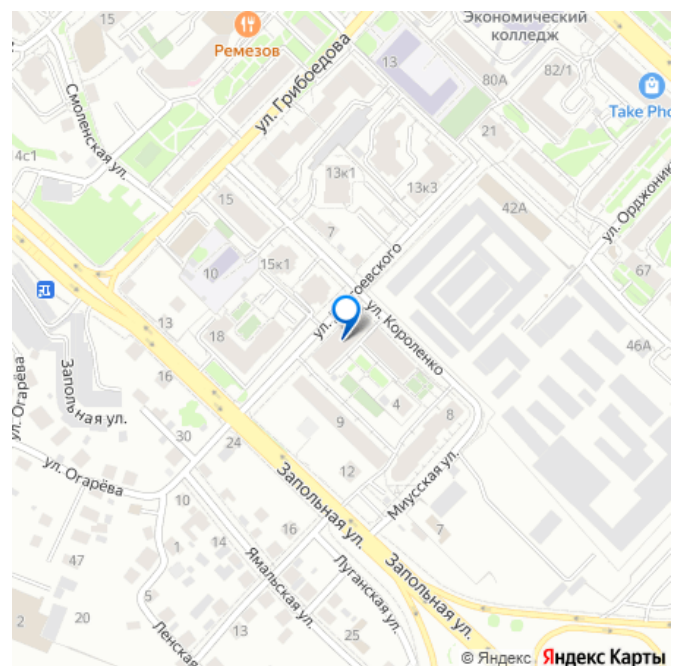 15
Экономический
колледж
Ремезов
ул. Грибоедова
13
80А
82/1
Take Pho
Смоленская ул.
4с1
21
13к1
13к3
42А
ул. Орджоник
15
7
67
10
15к1
ул.
оевского
ул. Короленко
13
18
46А
16
Запольная ул.
ул. Огарёва
9
4
8
30
24
ул. Огарёва
12
Миусская ул.
10
Запольная ул.
16
7
14
1
47
Ямальская ул.
Луганская ул.
Запольная ул.
5
2
20
13
25
Ленская
© Яндекс Яндекс Карты